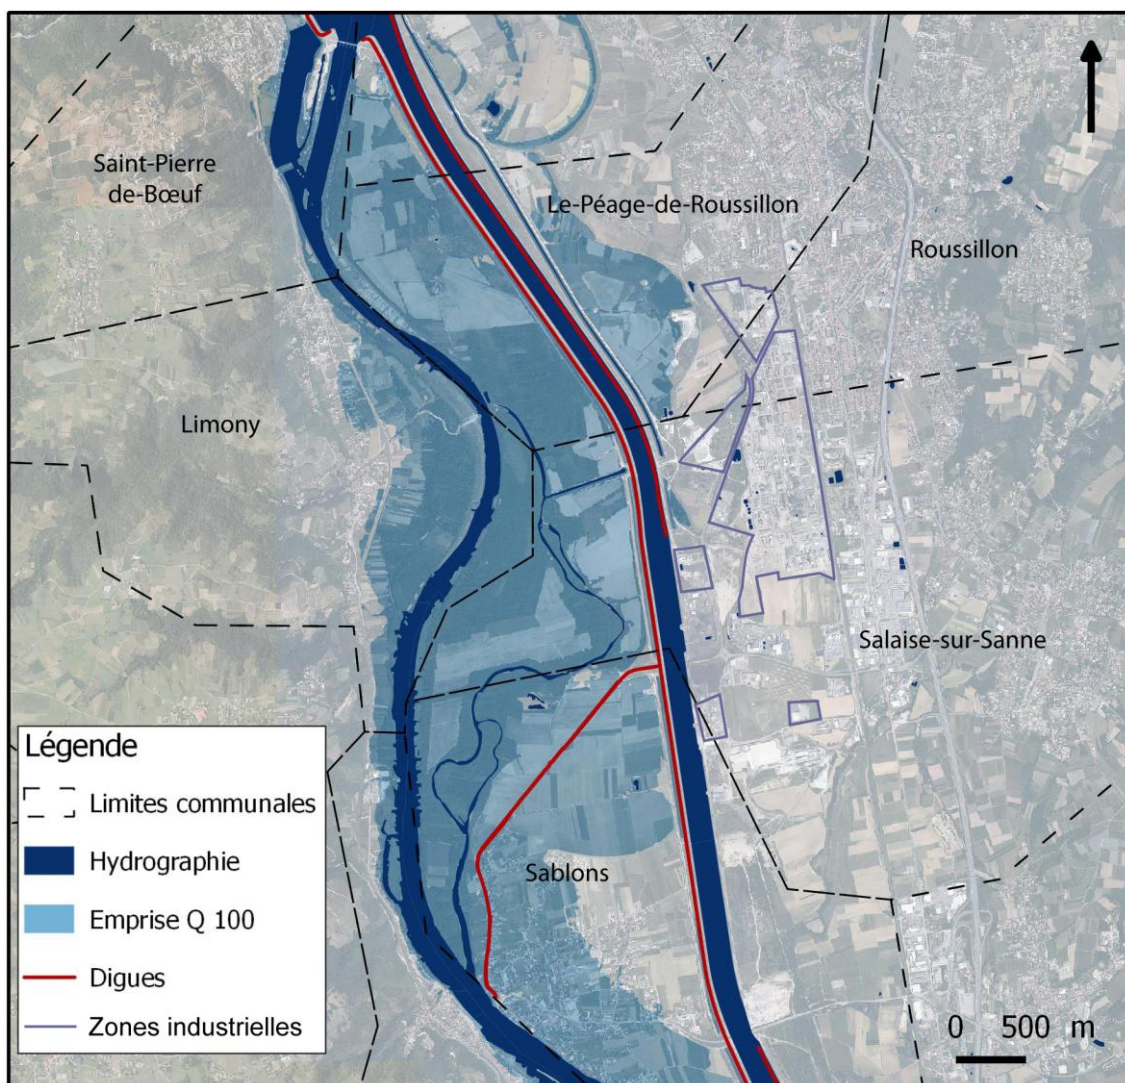 Saint-Pierre
de-Bœuf
Le-Péage-de-Roussillon
Roussillon
Limony
Salaise-sur-Sanne
Sablons
Légende
Limites communales
Hydrographie
Emprise Q 100
Digues
Zones industrielles
0 500 m